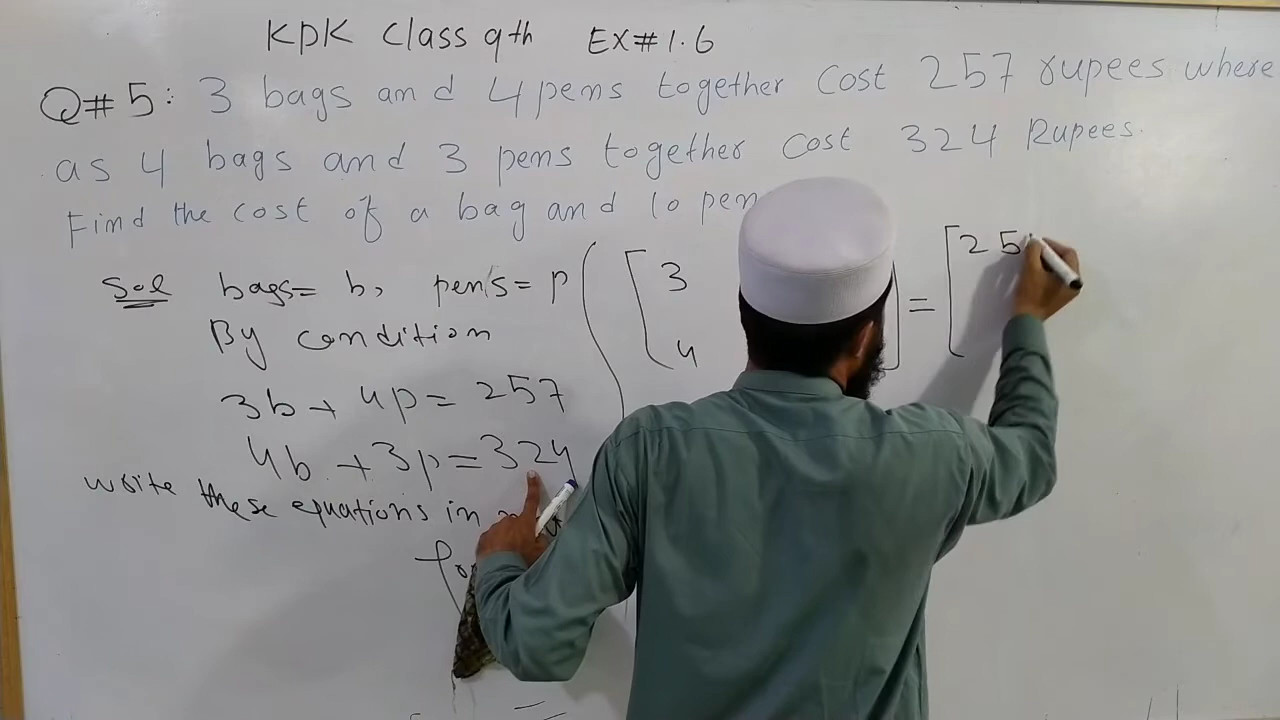 KPK Class 9th EX#1.6
Q#5: 3 bags and 4 pens together cost 257 rupees where
as 4 bags and 3 pens together cost 324 Rupees.
Find the cost of a bag and 10 pen
Sol bags = b, pens = p
By condition
3b + 4p = 257
4b + 3p = 324
write these equations in
[3
4
] = [25